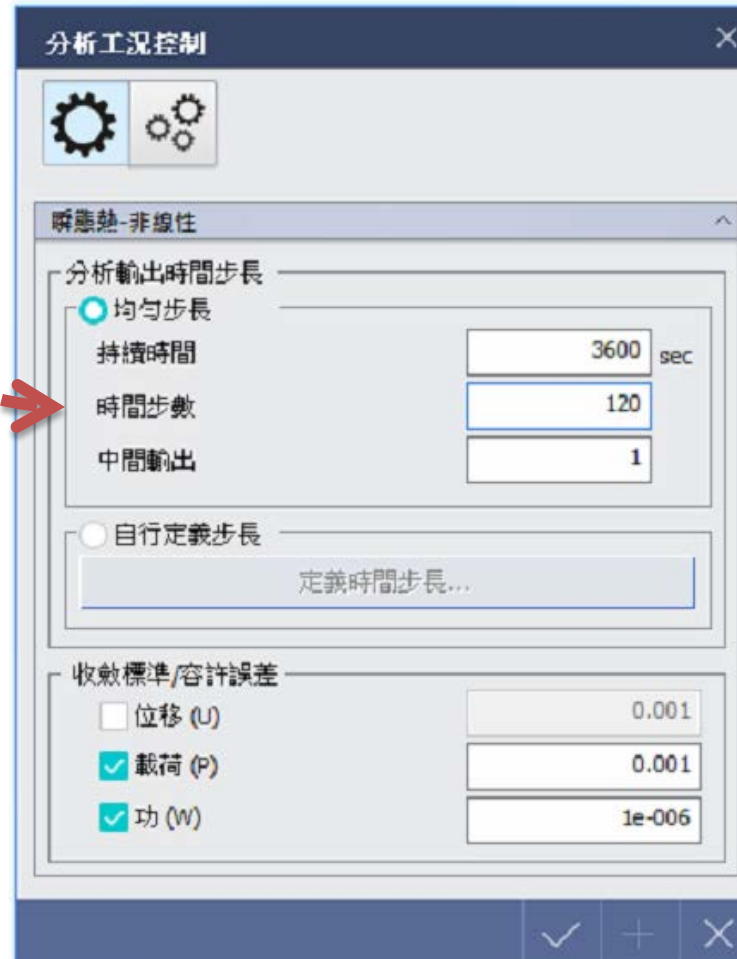 分析工況控制
瞬態熱-非線性
分析輸出時間步長
均勻步長
持續時間 3600 sec
時間步數 120
中間輸出 1
自行定義步長
定義時間步長...
收斂標準/容許誤差
位移 (U) 0.001
載荷 (P) 0.001
功 (W) 1e-006